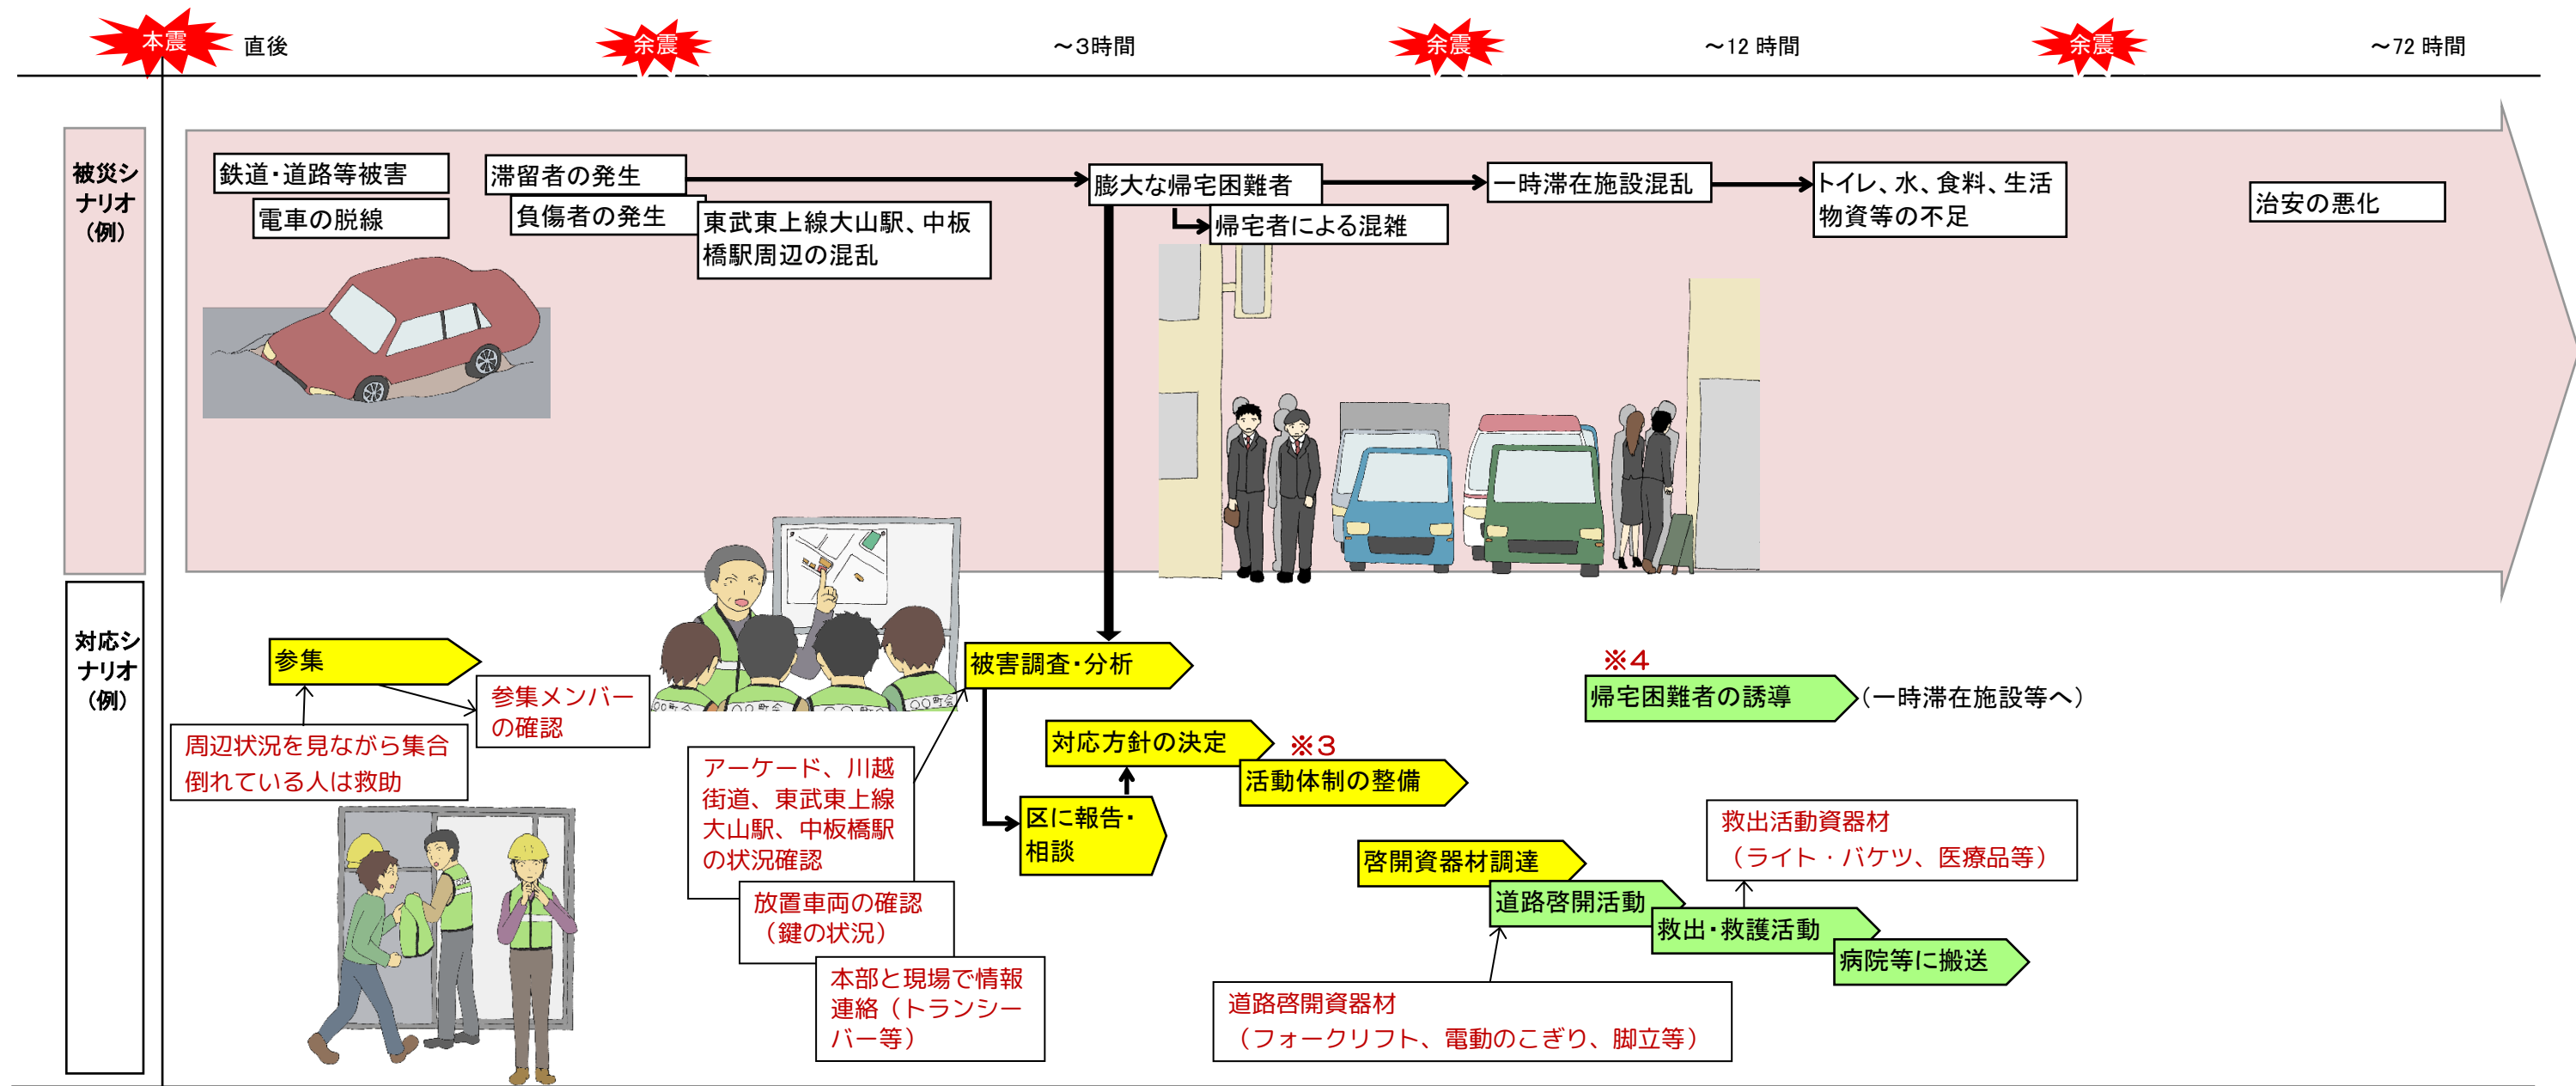 本震
直後
余震
～3時間
余震
～12 時間
余震
～72 時間
被災シ
ナリオ
（例）
鉄道・道路等被害
電車の脱線
滞留者の発生
負傷者の発生
東武東上線大山駅、中板
橋駅周辺の混乱
膨大な帰宅困難者
帰宅者による混雑
一時滞在施設混乱
トイレ、水、食料、生活
物資等の不足
治安の悪化
対応シ
ナリオ
（例）
参集
参集メンバー
の確認
周辺状況を見ながら集合
倒れている人は救助
○○町会
○○町会
○○町会
○○町会
被害調査・分析
アーケード、川越
街道、東武東上線
大山駅、中板橋駅
の状況確認
放置車両の確認
（鍵の状況）
本部と現場で情報
連絡（トランシー
バー等）
対応方針の決定
※3
活動体制の整備
区に報告・
相談
※4
帰宅困難者の誘導
（一時滞在施設等へ）
啓開資器材調達
道路啓開活動
救出・救護活動
病院等に搬送
救出活動資器材
（ライト・バケツ、医療品等）
道路啓開資器材
（フォークリフト、電動のこぎり、脚立等）